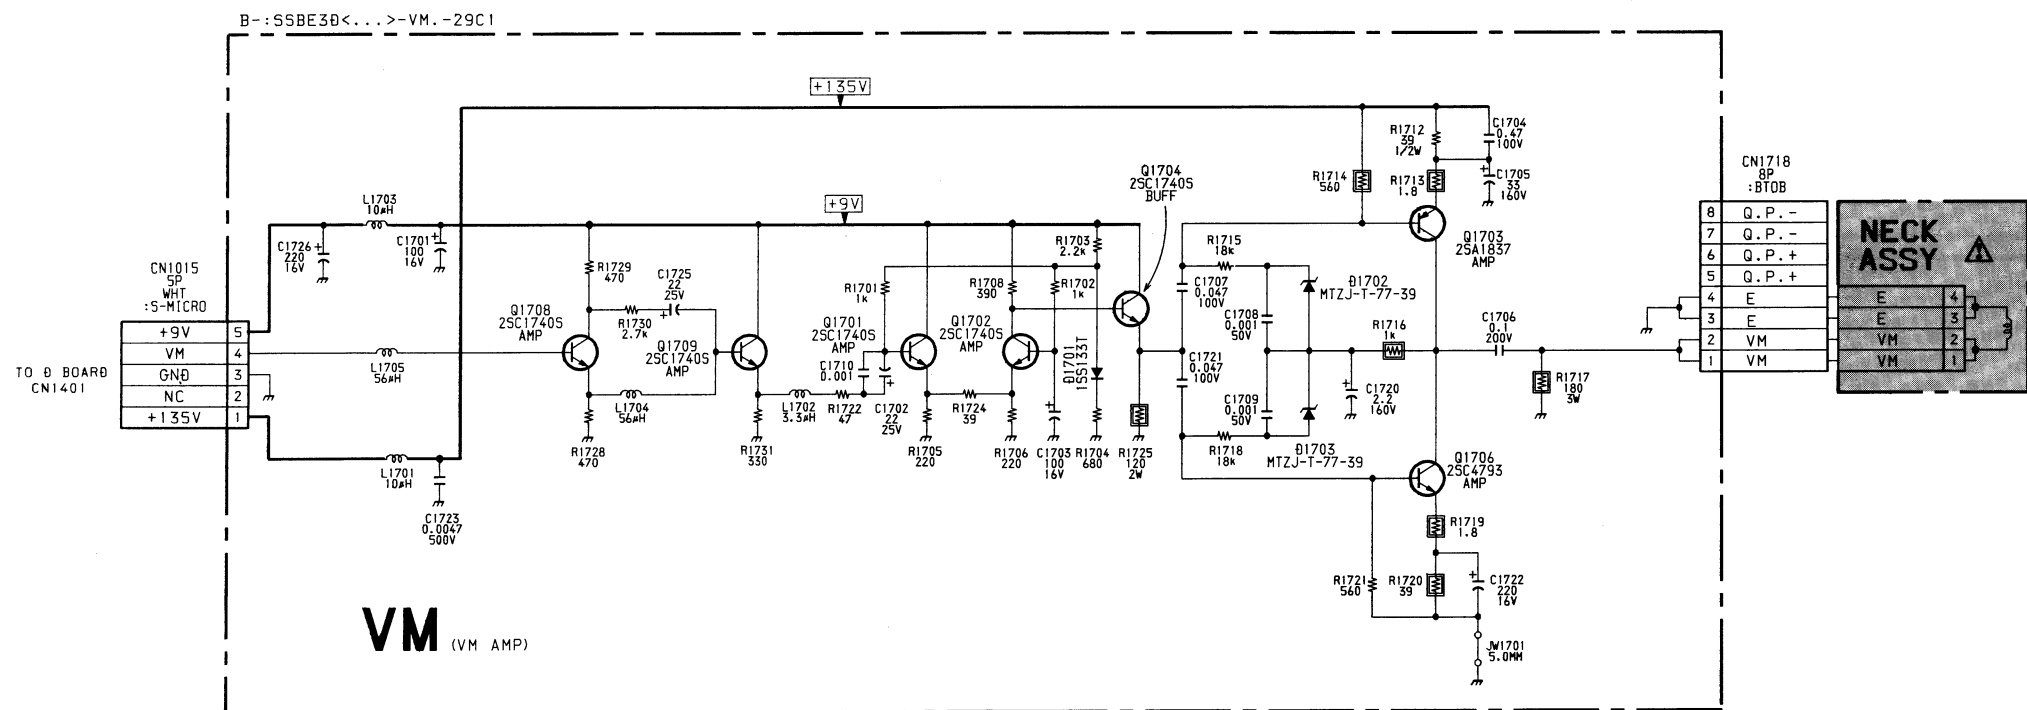 B-:SSBE3D<...>-VM.-29C1
+135V
+9V
L1703
10µH
C1726
220
16V
C1701
100
16V
CN1015
5P
WHT
:S-MICRO
+9V 5
VM 4
GND 3
NC 2
+135V 1
TO D BOARD
CN1401
L1705
56µH
L1701
10µH
C1723
0.0047
500V
R1729
470
C1725
22
25V
R1730
2.7k
Q1708
2SC1740S
AMP
Q1709
2SC1740S
AMP
L1704
56µH
R1728
470
R1731
330
L1702
3.3µH
R1722
47
C1702
22
25V
R1701
1k
Q1701
2SC1740S
AMP
C1710
0.001
R1705
220
R1724
39
R1708
390
Q1702
2SC1740S
AMP
R1706
220
R1703
2.2k
R1702
1k
D1701
1SS133T
C1703
100
16V
R1704
680
R1725
120
2W
Q1704
2SC1740S
BUFF
R1715
18k
C1707
0.047
100V
C1708
0.001
50V
C1721
0.047
100V
C1709
0.001
50V
R1718
18k
D1702
MTZJ-T-77-39
D1703
MTZJ-T-77-39
R1714
560
R1712
39
1/2W
R1713
1.8
C1704
0.47
100V
C1705
33
160V
Q1703
2SA1837
AMP
R1716
1k
C1720
2.2
160V
C1706
0.1
200V
R1717
180
3W
Q1706
2SC4793
AMP
R1719
1.8
R1721
560
R1720
39
C1722
220
16V
JW1701
5.0MM
CN1718
8P
:BTOB
8 Q.P.-
7 Q.P.-
6 Q.P.+
5 Q.P.+
4 E
3 E
2 VM
1 VM
NECK
ASSY
E 4
E 3
VM 2
VM 1
VM (VM AMP)